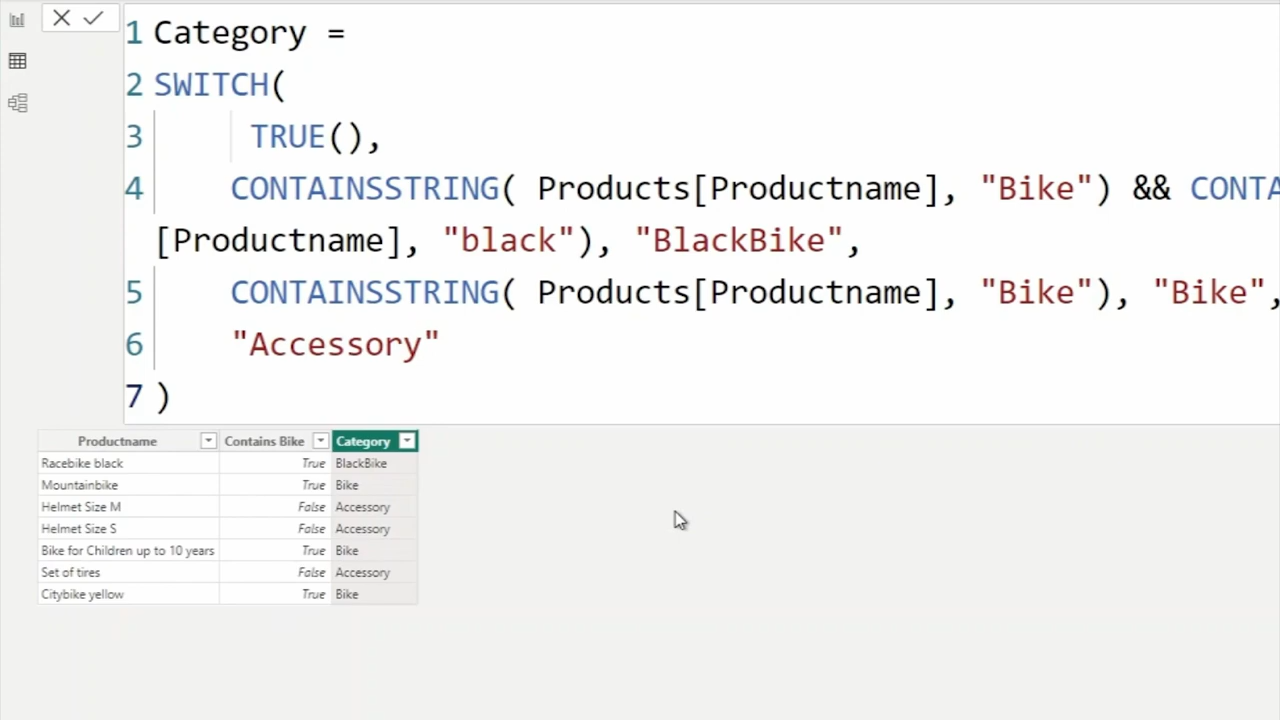 1 Category =
2 SWITCH(
3 TRUE(),
4 CONTAINSSTRING( Products[Productname], "Bike") && CONTA
[Productname], "black"), "BlackBike",
5 CONTAINSSTRING( Products[Productname], "Bike"), "Bike",
6 "Accessory"
7 )
Productname Contains Bike Category
Racebike black True BlackBike
Mountainbike True Bike
Helmet Size M False Accessory
Helmet Size S False Accessory
Bike for Children up to 10 years True Bike
Set of tires False Accessory
Citybike yellow True Bike